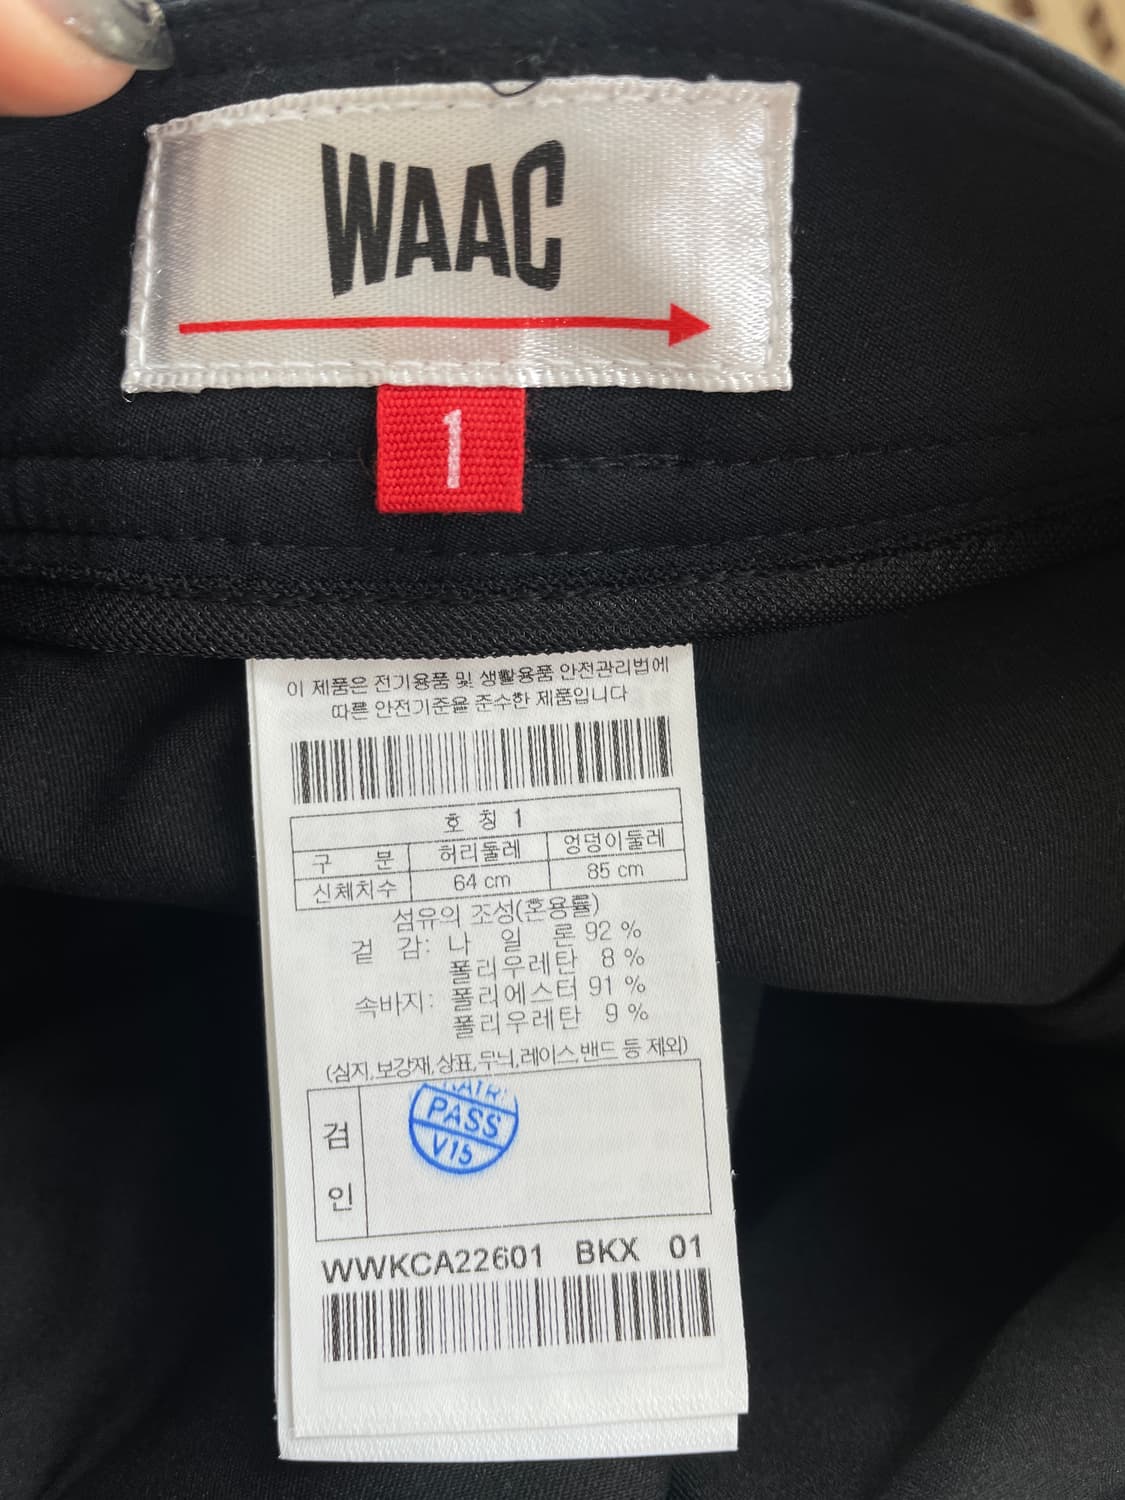 WAAC
1
이 제품은 전기용품 및 생활용품 안전관리법에
따른 안전기준을 준수한 제품입니다
호 칭 1
구 분 허리둘레 엉덩이둘레
신체치수 64 cm 85 cm
섬유의 조성(혼용률)
겉 감: 나 일 론 92 %
폴리우레탄 8 %
속바지: 폴리에스터 91 %
폴리우레탄 9 %
(심지,보강재,상표,무늬,레이스,밴드 등 제외)
검
인
PASS
V15
WWKCA22601 BKX 01